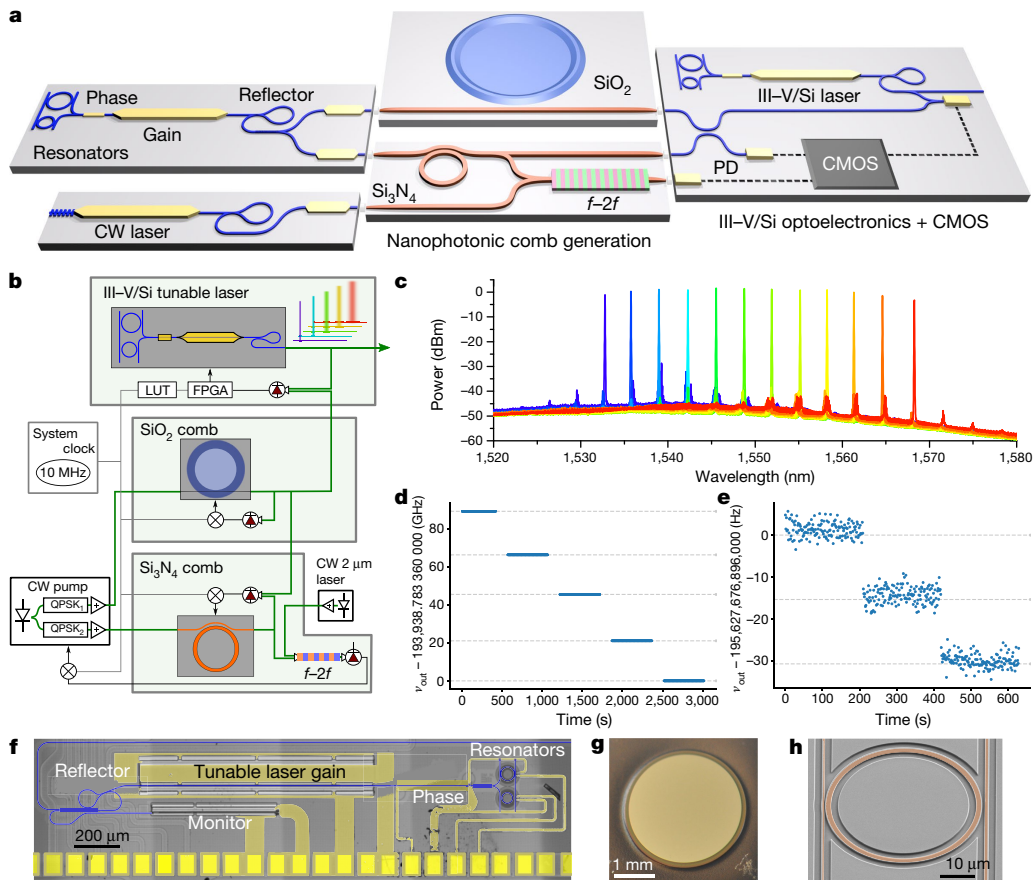 a
Phase
Reflector
Gain
Resonators
CW laser
SiO₂
Si₃N₄
f–2f
Nanophotonic comb generation
III–V/Si laser
PD
CMOS
III–V/Si optoelectronics + CMOS
b
III–V/Si tunable laser
LUT
FPGA
System
clock
10 MHz
SiO₂ comb
Si₃N₄ comb
CW 2 μm
laser
CW pump
QPSK₁
QPSK₂
f–2f
c
Power (dBm)
0
−10
−20
−30
−40
−50
−60
1,520
1,530
1,540
1,550
1,560
1,570
1,580
Wavelength (nm)
d
ν_out − 193,938.783 360 000 (GHz)
80
60
40
20
0
0
500
1,000
1,500
2,000
2,500
3,000
Time (s)
e
ν_out − 195,627,676,896,000 (Hz)
0
−10
−20
−30
0
100
200
300
400
500
600
Time (s)
f
Reflector
Tunable laser gain
Resonators
Phase
Monitor
200 μm
g
1 mm
h
10 μm